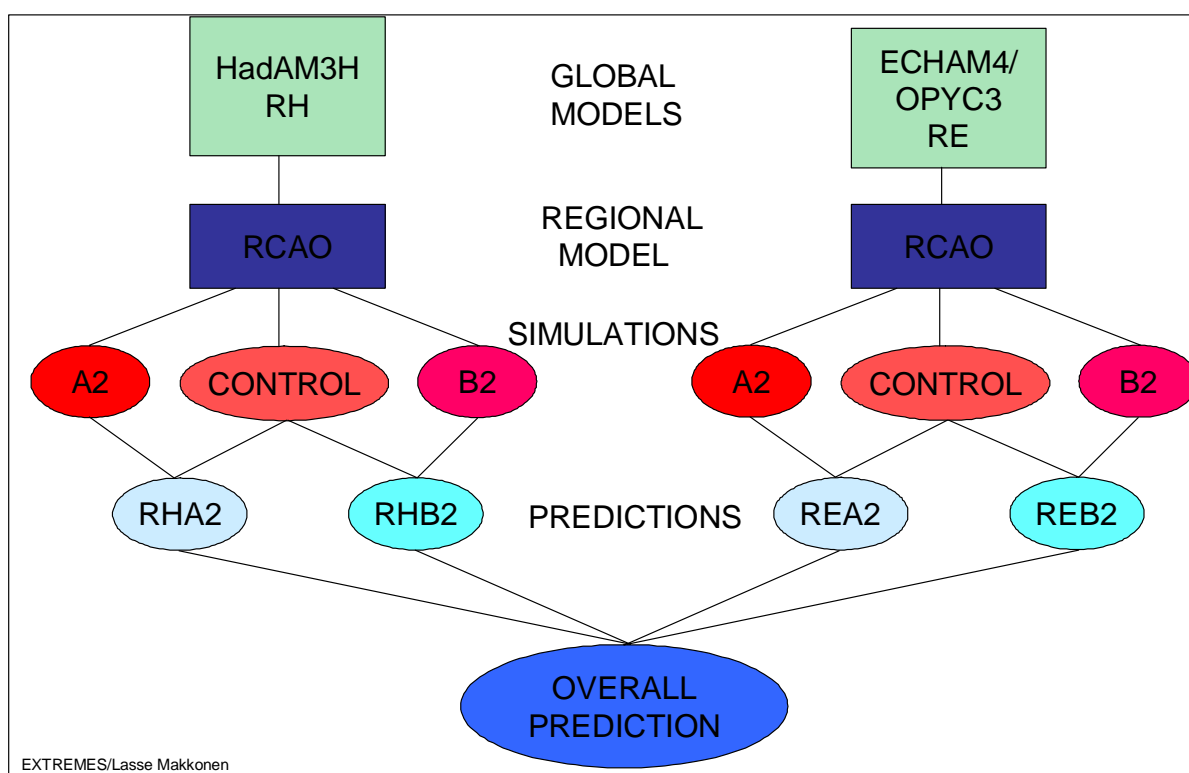 HadAM3H
RH
GLOBAL
MODELS
ECHAM4/
OPYC3
RE
RCAO
REGIONAL
MODEL
RCAO
SIMULATIONS
A2
CONTROL
B2
A2
CONTROL
B2
RHA2
RHB2
PREDICTIONS
REA2
REB2
OVERALL
PREDICTION
EXTREMES/Lasse Makkonen